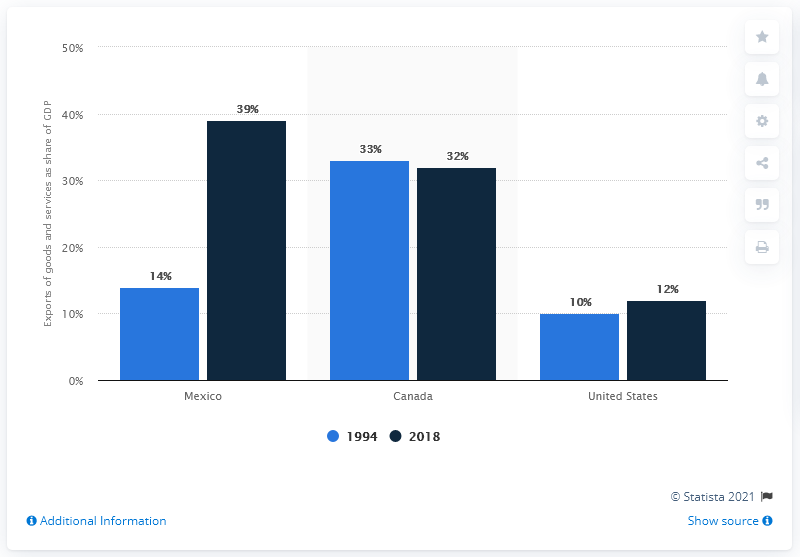 50%
40%
30%
20%
10%
0%
Exports of goods and services as share of GDP
14%
39%
33%
32%
10%
12%
Mexico
Canada
United States
1994
2018
© Statista 2021
Additional Information
Show source